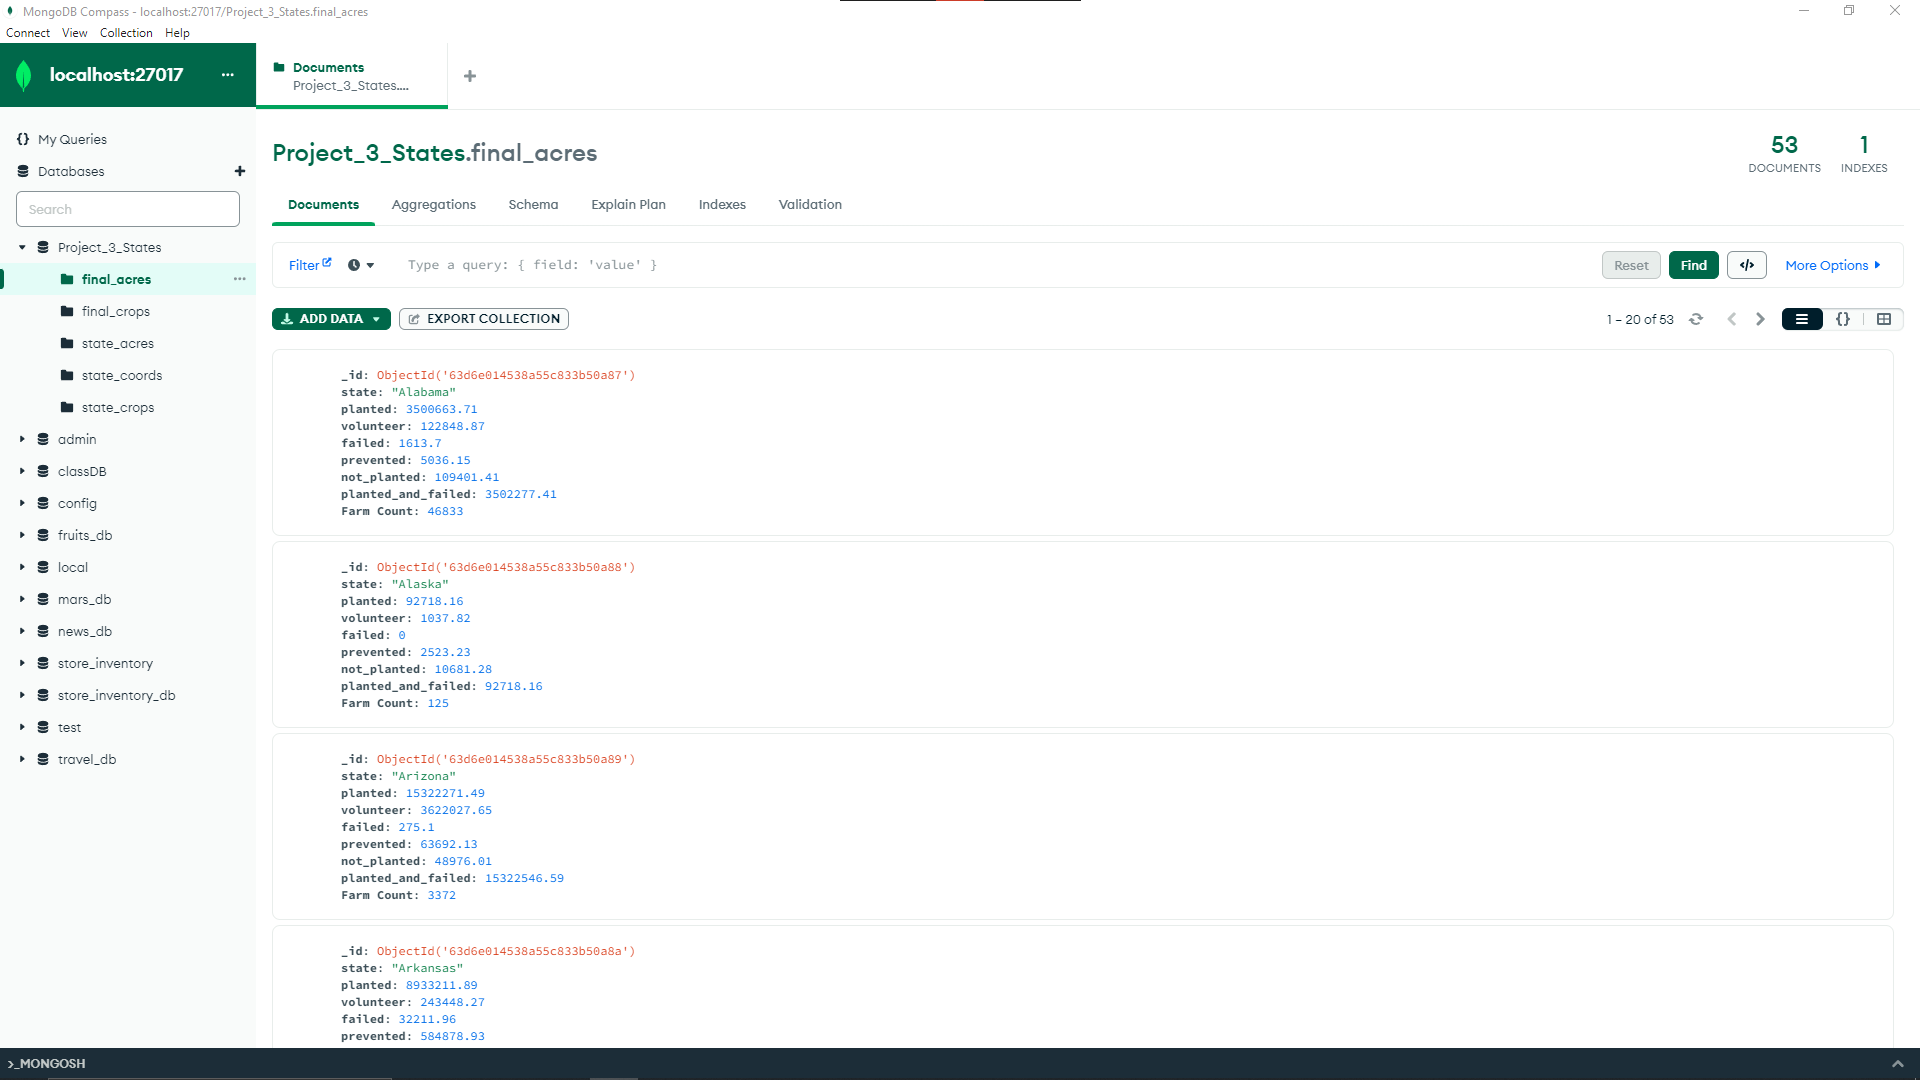 MongoDB Compass - localhost:27017/Project_3_States.final_acres
Connect View Collection Help
localhost:27017
Documents
Project_3_States....
My Queries
Databases
Search
Project_3_States
final_acres
final_crops
state_acres
state_coords
state_crops
admin
classDB
config
fruits_db
local
mars_db
news_db
store_inventory
store_inventory_db
test
travel_db
Project_3_States.final_acres
53
DOCUMENTS
1
INDEXES
Documents Aggregations Schema Explain Plan Indexes Validation
Filter Type a query: { field: 'value' } Reset Find </> More Options
ADD DATA EXPORT COLLECTION 1 – 20 of 53 {}
_id: ObjectId('63d6e014538a55c833b50a87')
state: "Alabama"
planted: 3500663.71
volunteer: 122848.87
failed: 1613.7
prevented: 5036.15
not_planted: 109401.41
planted_and_failed: 3502277.41
Farm Count: 46833
_id: ObjectId('63d6e014538a55c833b50a88')
state: "Alaska"
planted: 92718.16
volunteer: 1037.82
failed: 0
prevented: 2523.23
not_planted: 10681.28
planted_and_failed: 92718.16
Farm Count: 125
_id: ObjectId('63d6e014538a55c833b50a89')
state: "Arizona"
planted: 15322271.49
volunteer: 3622027.65
failed: 275.1
prevented: 63692.13
not_planted: 48976.01
planted_and_failed: 15322546.59
Farm Count: 3372
_id: ObjectId('63d6e014538a55c833b50a8a')
state: "Arkansas"
planted: 8933211.89
volunteer: 243448.27
failed: 32211.96
prevented: 584878.93
>_MONGOSH